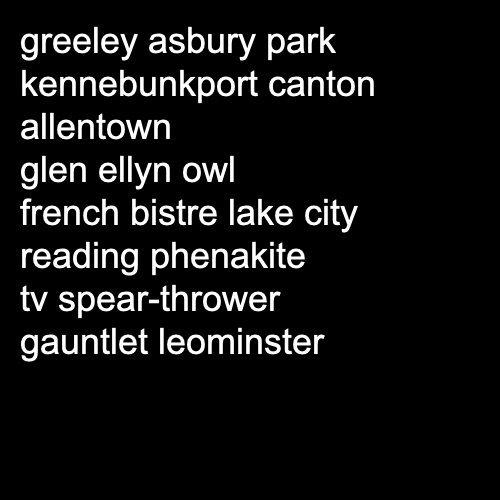 greeley asbury park
kennebunkport canton
allentown
glen ellyn owl
french bistre lake city
reading phenakite
tv spear-thrower
gauntlet leominster